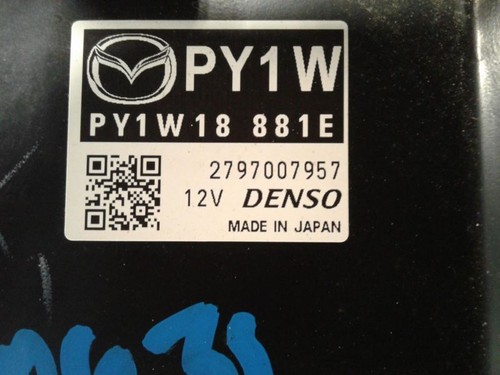 PY1W
PY1W18 881E
2797007957
12V DENSO
MADE IN JAPAN